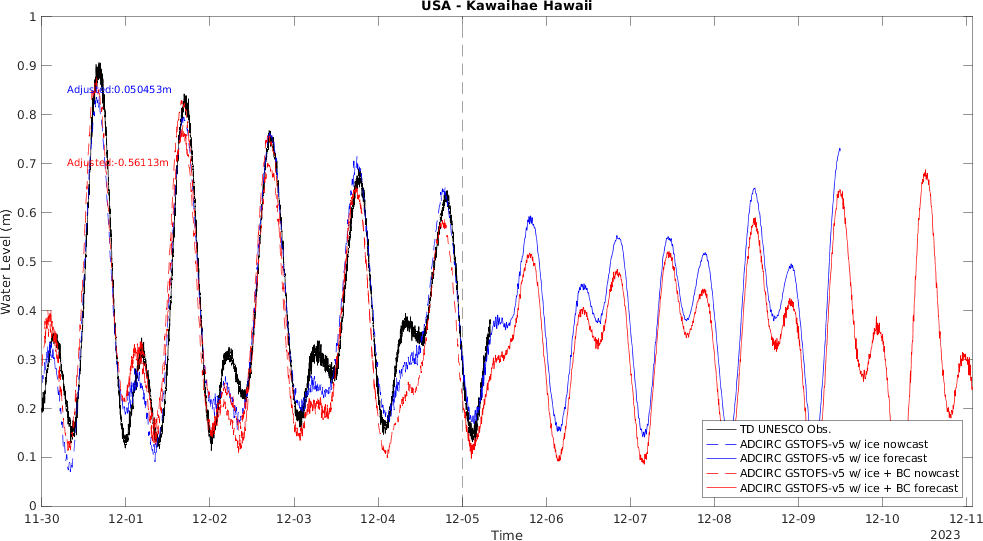 USA - Kawaihae Hawaii
1
0.9
0.8
0.7
0.6
0.5
0.4
0.3
0.2
0.1
0
Water Level (m)
Adjusted:0.050453m
Adjusted:-0.56113m
TD UNESCO Obs.
ADCIRC GSTOFS-v5 w/ ice nowcast
ADCIRC GSTOFS-v5 w/ ice forecast
ADCIRC GSTOFS-v5 w/ ice + BC nowcast
ADCIRC GSTOFS-v5 w/ ice + BC forecast
11-30 12-01 12-02 12-03 12-04 12-05 12-06 12-07 12-08 12-09 12-10 12-11
Time
2023